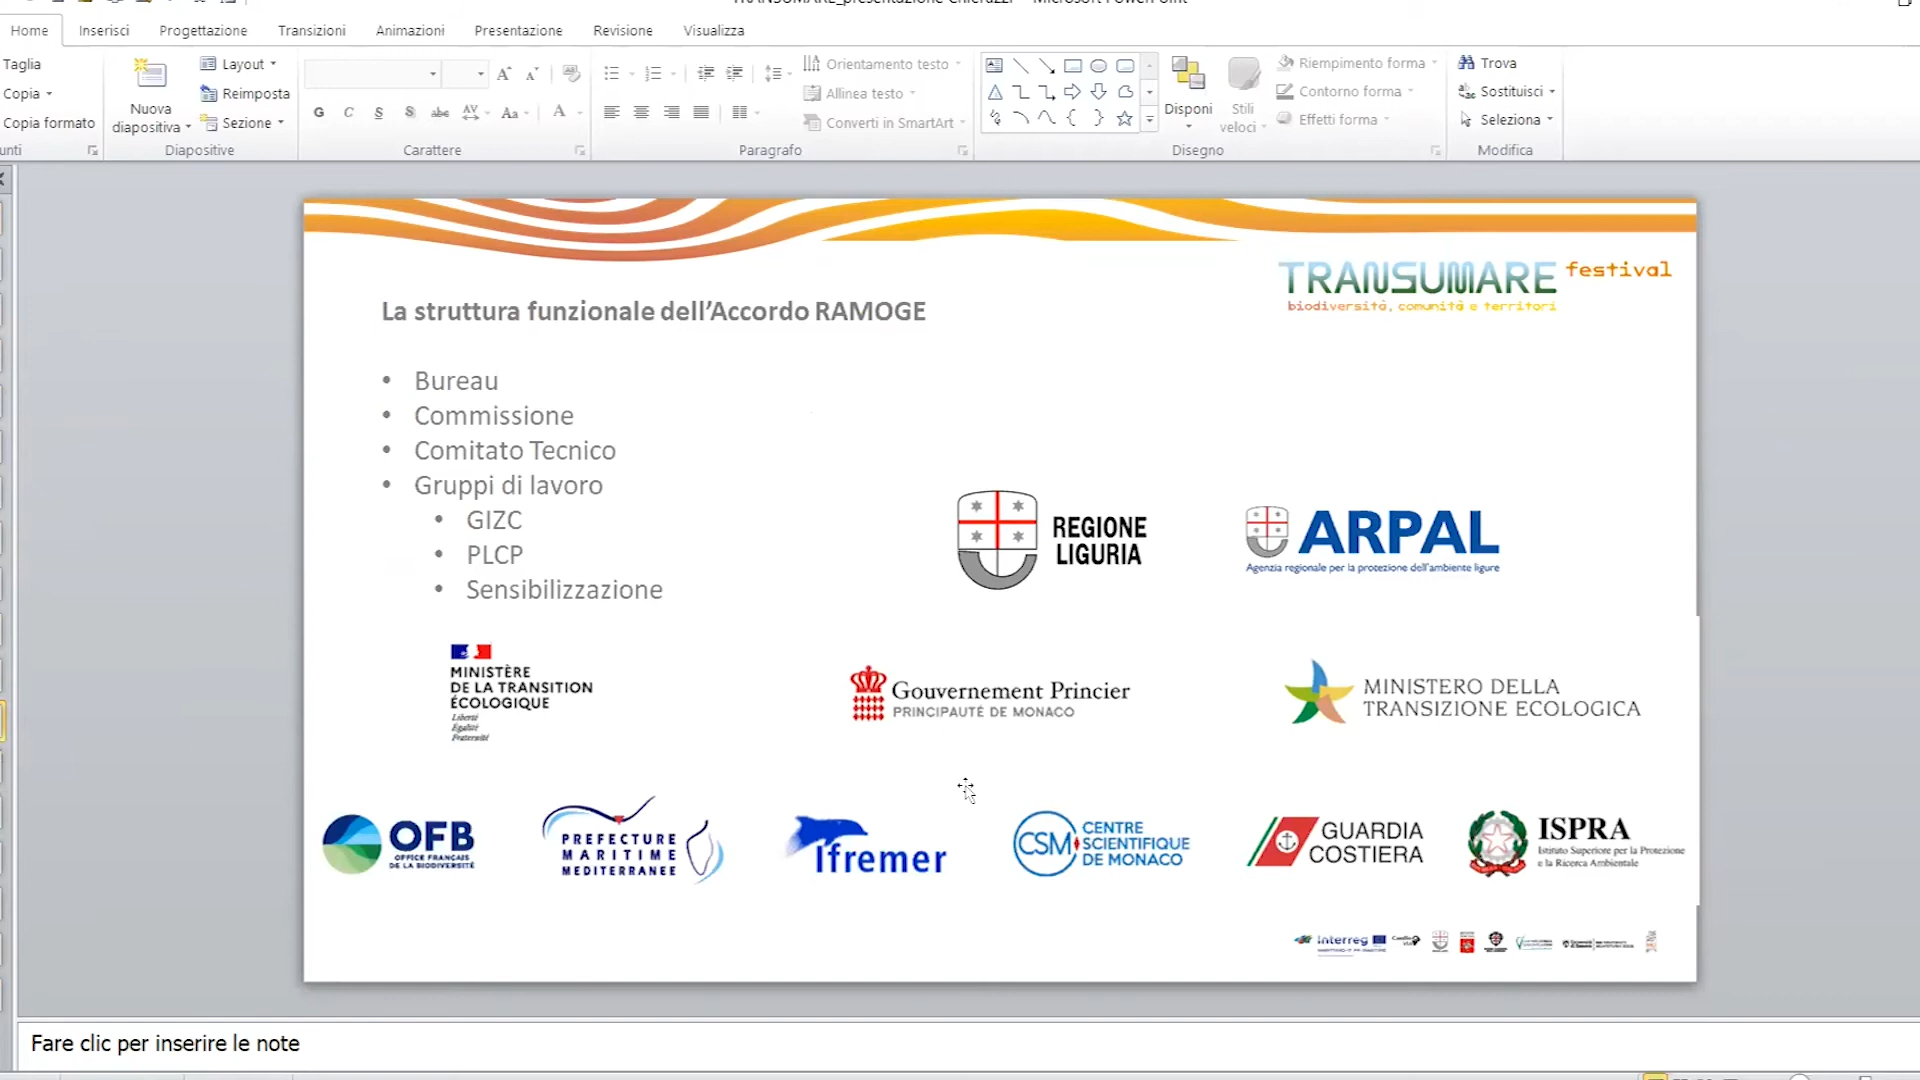 Home Inserisci Progettazione Transizioni Animazioni Presentazione Revisione Visualizza
Taglia
Copia
Copia formato
Nuova
diapositiva
Layout
Reimposta
Sezione
Diapositive
G C S S abc AV Aa A
Carattere
Orientamento testo
Allinea testo
Converti in SmartArt
Paragrafo
Disponi
Stili
veloci
Riempimento forma
Contorno forma
Effetti forma
Disegno
Trova
Sostituisci
Seleziona
Modifica
TRANSUMARE festival
biodiversità, comunità e territori
La struttura funzionale dell’Accordo RAMOGE
• Bureau
• Commissione
• Comitato Tecnico
• Gruppi di lavoro
• GIZC
• PLCP
• Sensibilizzazione
REGIONE
LIGURIA
ARPAL
Agenzia regionale per la protezione dell'ambiente ligure
MINISTÈRE
DE LA TRANSITION
ÉCOLOGIQUE
Liberté
Égalité
Fraternité
Gouvernement Princier
PRINCIPAUTÉ DE MONACO
MINISTERO DELLA
TRANSIZIONE ECOLOGICA
OFB
OFFICE FRANÇAIS
DE LA BIODIVERSITÉ
PREFECTURE
MARITIME
MEDITERRANEE
Ifremer
CSM
CENTRE
SCIENTIFIQUE
DE MONACO
GUARDIA
COSTIERA
ISPRA
Istituto Superiore per la Protezione
e la Ricerca Ambientale
Interreg
Fare clic per inserire le note